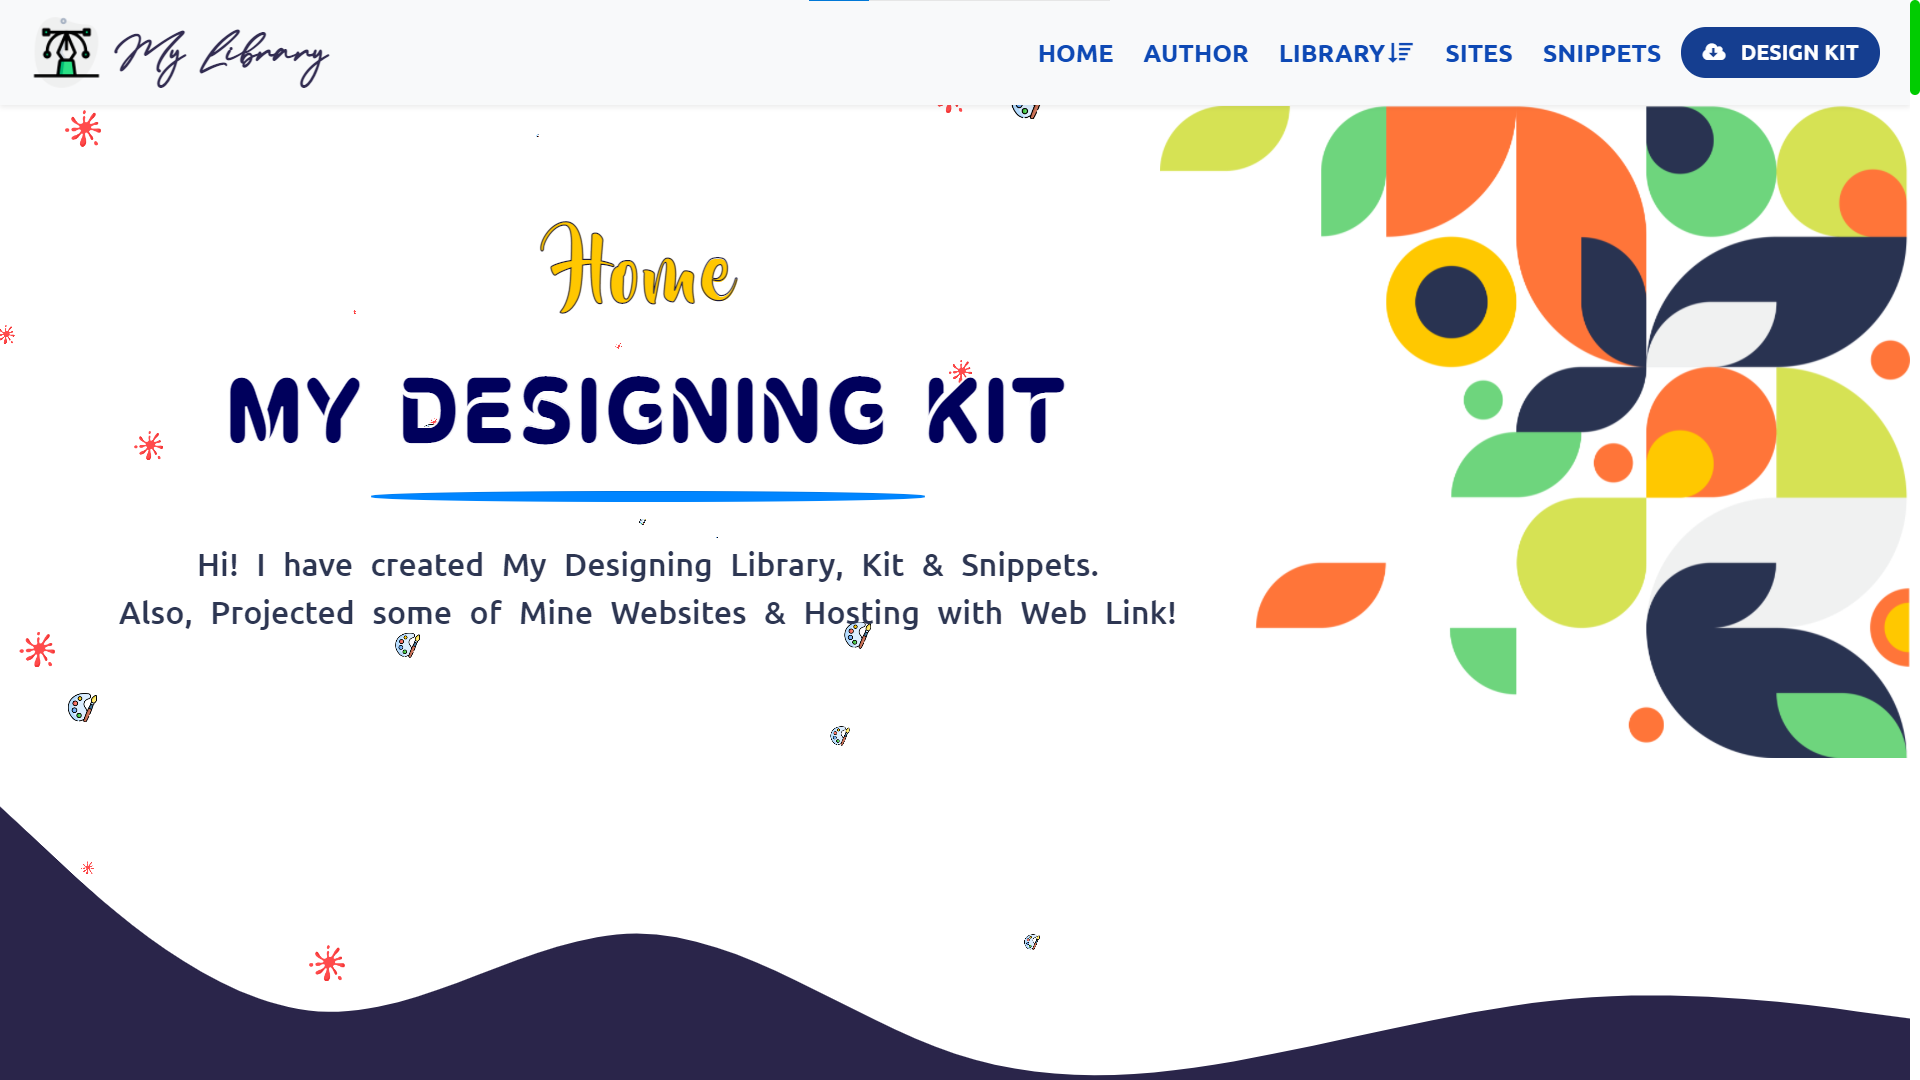 My Library
HOME AUTHOR LIBRARY SITES SNIPPETS DESIGN KIT
Home
MY DESIGNING KIT
Hi! I have created My Designing Library, Kit & Snippets.
Also, Projected some of Mine Websites & Hosting with Web Link!